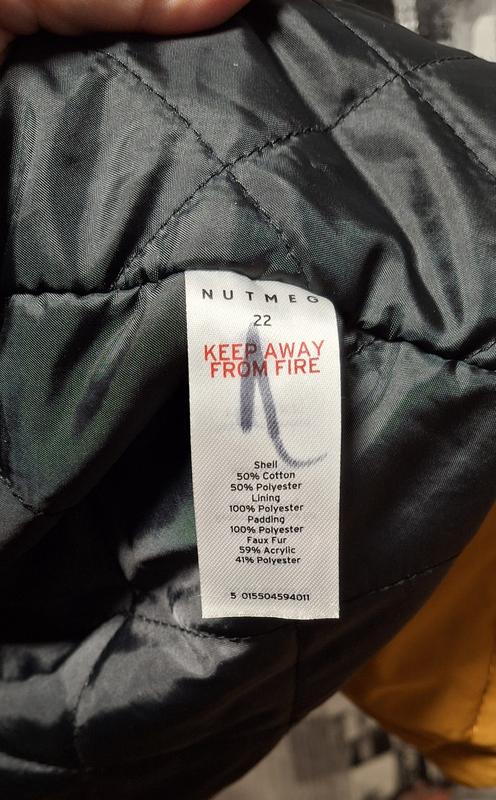 NUTMEG
22
KEEP AWAY
FROM FIRE
Shell
50% Cotton
50% Polyester
Lining
100% Polyester
Padding
100% Polyester
Faux Fur
59% Acrylic
41% Polyester
5 015504594011